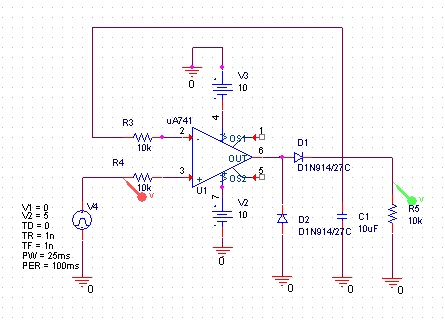 0
V3
10
R3
10k
uA741
4
2
-
OS1
1
6
OUT
D1
D1N914/27C
R4
10k
3
+
OS2
5
U1
7
V
V
V4
V1 = 0
V2 = 5
TD = 0
TR = 1n
TF = 1n
PW = 25ms
PER = 100ms
V2
10
D2
D1N914/27C
C1
10uF
R5
10k
0
0
0
0
0